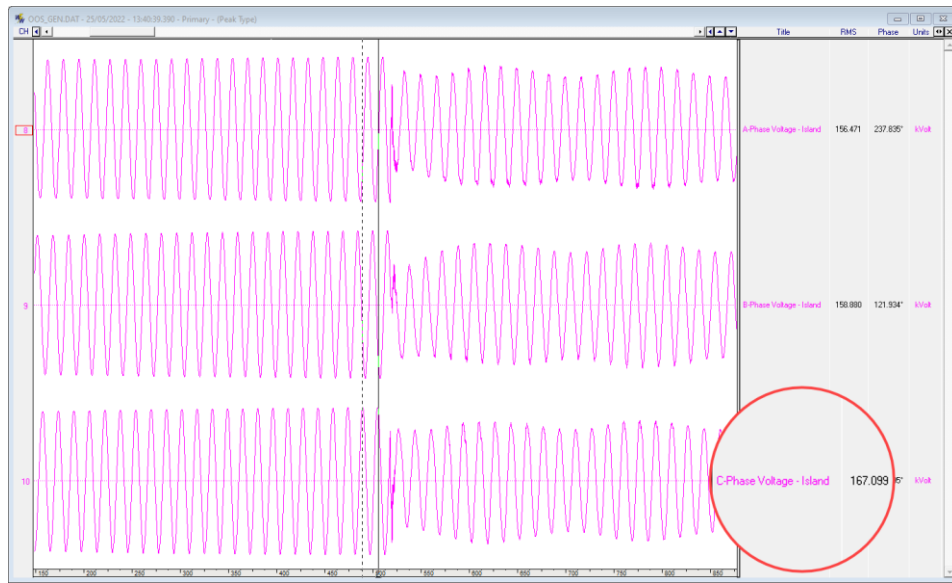 OOS_GEN.DAT - 25/05/2022 - 13:40:39.390 - Primary - (Peak Type)
CH Title RMS Phase Units
8 A-Phase Voltage - Island 156.471 237.835° kVolt
9 B-Phase Voltage - Island 158.880 121.934° kVolt
10 C-Phase Voltage - Island 167.099 kVolt
150 200 250 300 350 400 450 500 550 600 650 700 750 800 850